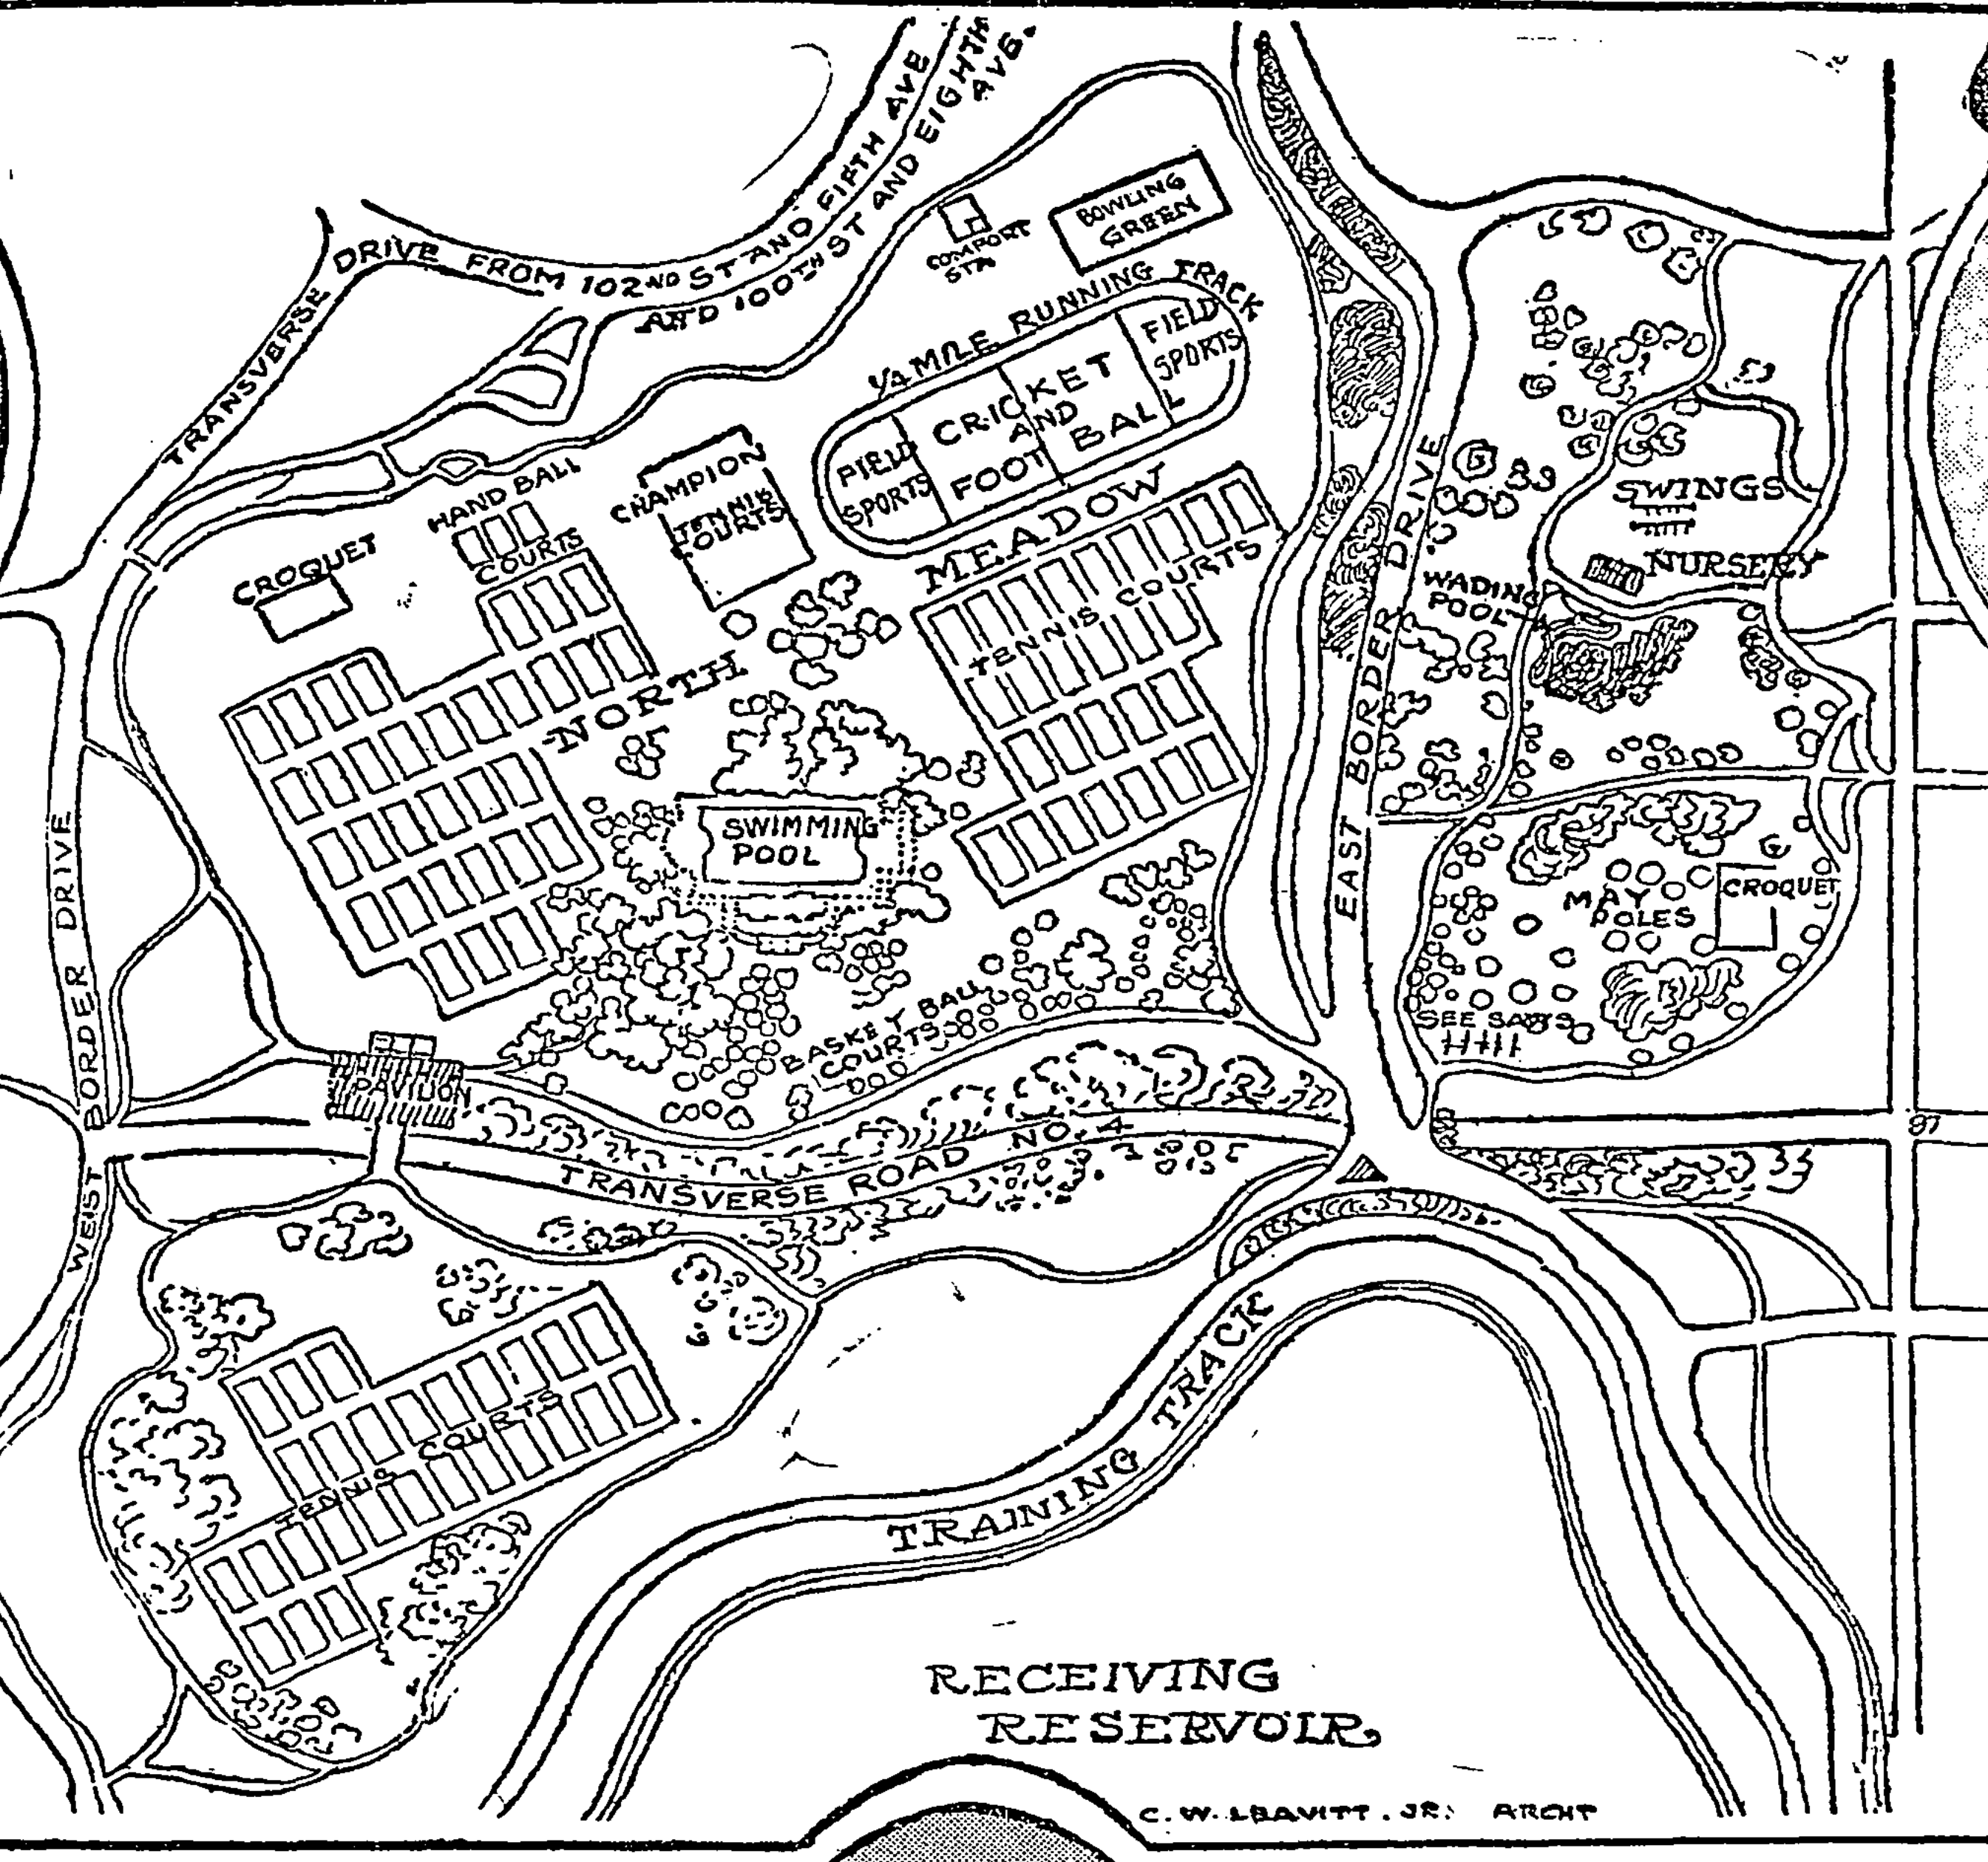 TRANSVERSE DRIVE FROM 102ND ST AND FIFTH AVE
AND 100TH ST AND EIGHTH
AVE.
BOWLING
GREEN
COMFORT
STA
1/4 MILE RUNNING TRACK
FIELD
SPORTS
CRICKET
AND
FOOT BALL
FIELD
SPORTS
CHAMPION
TENNIS
COURTS
HAND BALL
COURTS
CROQUET
NORTH MEADOW
TENNIS COURTS
SWIMMING
POOL
BASKET BALL
COURTS
PAVILION
WEST BORDER DRIVE
EAST BORDER DRIVE
SWINGS
NURSERY
WADING
POOL
MAY
POLES
CROQUET
SEE SAWS
TRANSVERSE ROAD NO. 4
97
TENNIS COURTS
TRAINING TRACK
RECEIVING
RESERVOIR
C. W. LEAVITT. JR. ARCHT